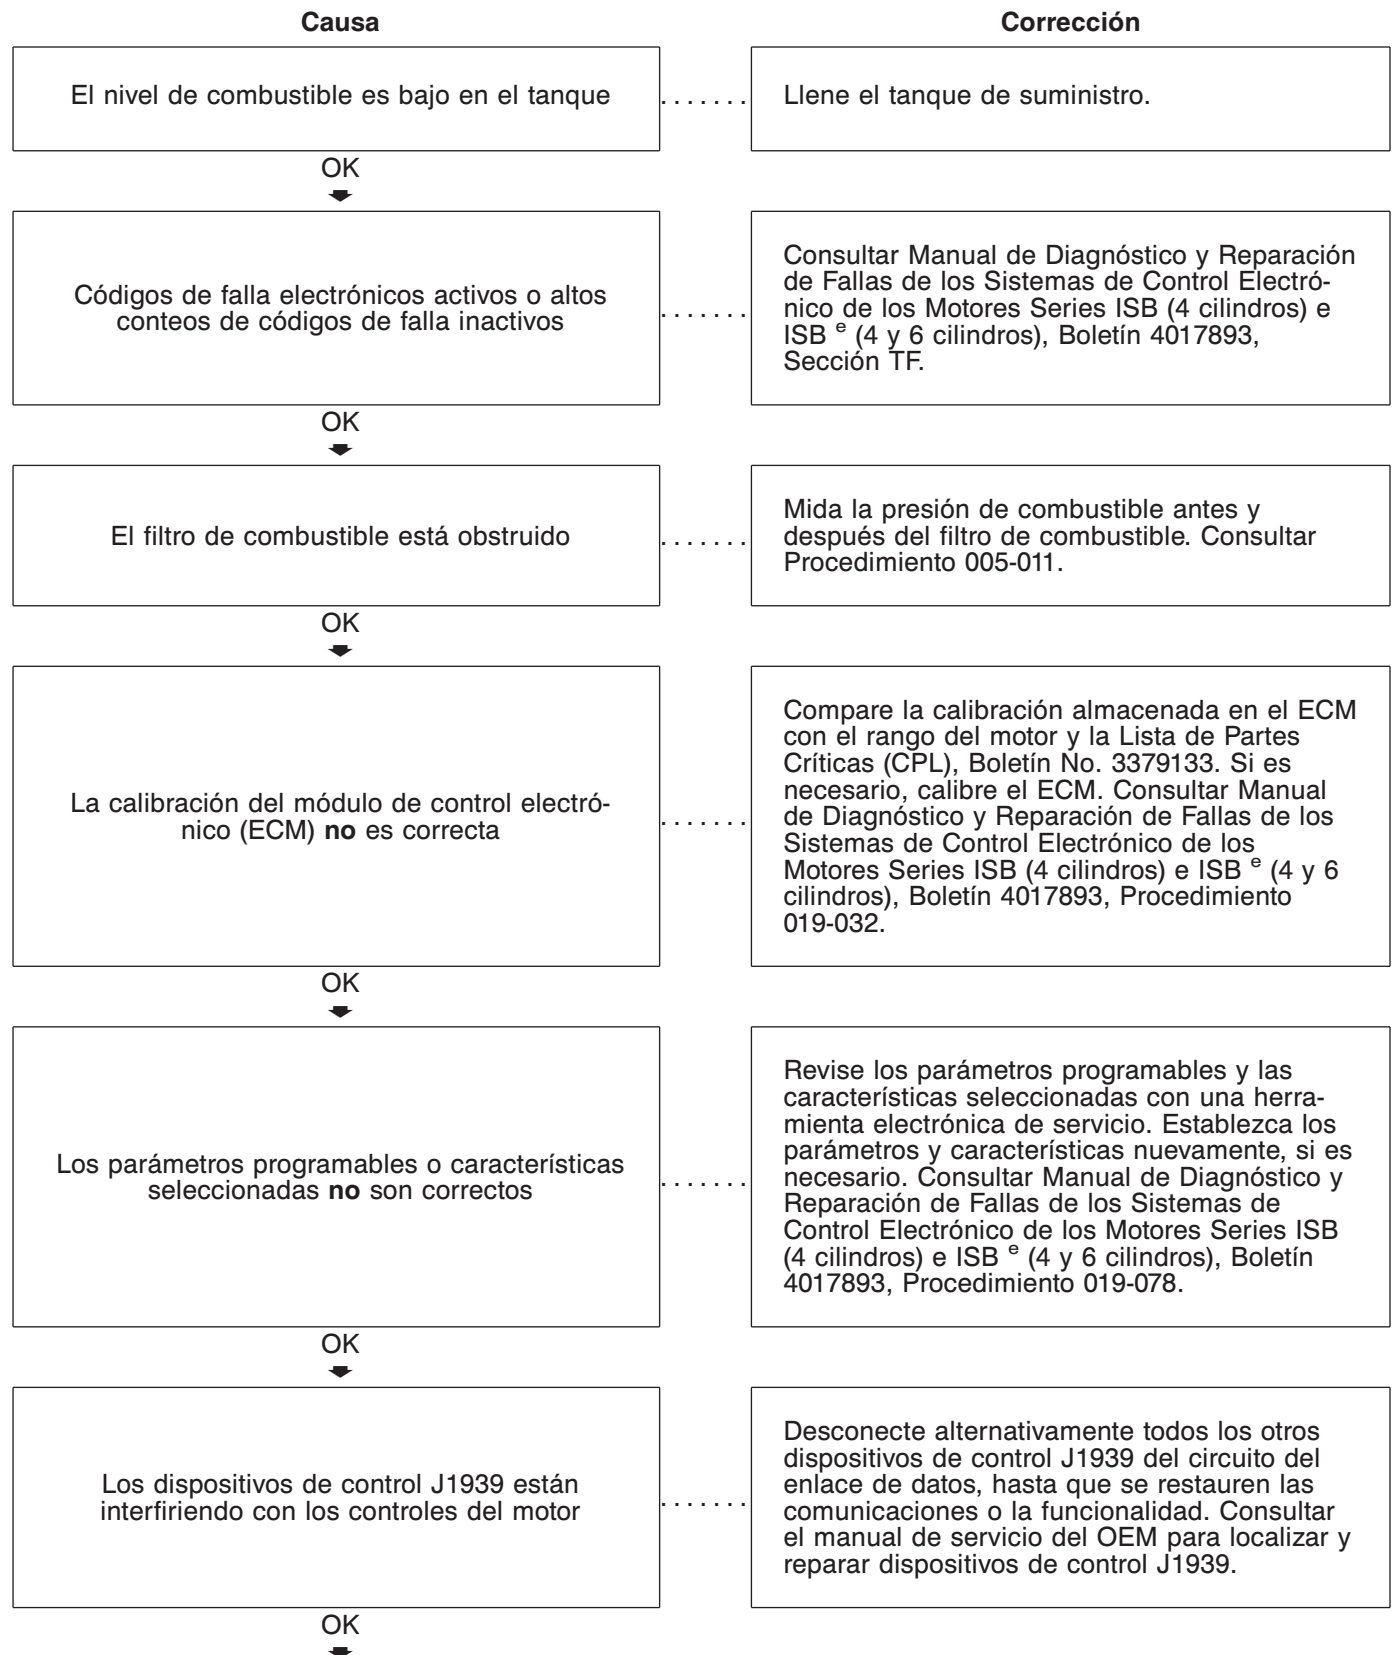 Causa
Corrección
El nivel de combustible es bajo en el tanque
.......
Llene el tanque de suministro.
OK
Códigos de falla electrónicos activos o altos
conteos de códigos de falla inactivos
.......
Consultar Manual de Diagnóstico y Reparación
de Fallas de los Sistemas de Control Electró-
nico de los Motores Series ISB (4 cilindros) e
ISB e (4 y 6 cilindros), Boletín 4017893,
Sección TF.
OK
El filtro de combustible está obstruido
.......
Mida la presión de combustible antes y
después del filtro de combustible. Consultar
Procedimiento 005-011.
OK
La calibración del módulo de control electró-
nico (ECM) no es correcta
.......
Compare la calibración almacenada en el ECM
con el rango del motor y la Lista de Partes
Críticas (CPL), Boletín No. 3379133. Si es
necesario, calibre el ECM. Consultar Manual
de Diagnóstico y Reparación de Fallas de los
Sistemas de Control Electrónico de los
Motores Series ISB (4 cilindros) e ISB e (4 y 6
cilindros), Boletín 4017893, Procedimiento
019-032.
OK
Los parámetros programables o características
seleccionadas no son correctos
.......
Revise los parámetros programables y las
características seleccionadas con una herra-
mienta electrónica de servicio. Establezca los
parámetros y características nuevamente, si es
necesario. Consultar Manual de Diagnóstico y
Reparación de Fallas de los Sistemas de
Control Electrónico de los Motores Series ISB
(4 cilindros) e ISB e (4 y 6 cilindros), Boletín
4017893, Procedimiento 019-078.
OK
Los dispositivos de control J1939 están
interfiriendo con los controles del motor
.......
Desconecte alternativamente todos los otros
dispositivos de control J1939 del circuito del
enlace de datos, hasta que se restauren las
comunicaciones o la funcionalidad. Consultar
el manual de servicio del OEM para localizar y
reparar dispositivos de control J1939.
OK